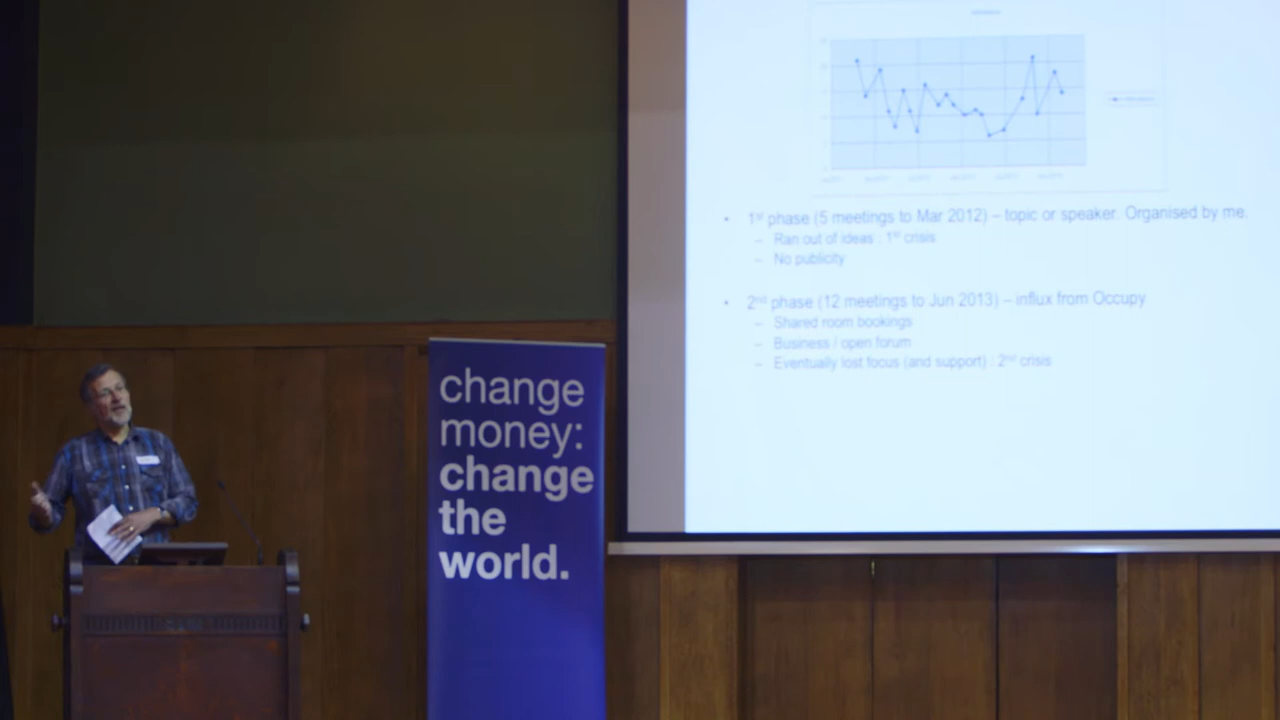 change
money:
change
the
world.
• 1st phase (5 meetings to Mar 2012) – topic or speaker. Organised by me.
– Ran out of ideas : 1st crisis
– No publicity
• 2nd phase (12 meetings to Jun 2013) – influx from Occupy
– Shared room bookings
– Business / open forum
– Eventually lost focus (and support) : 2nd crisis